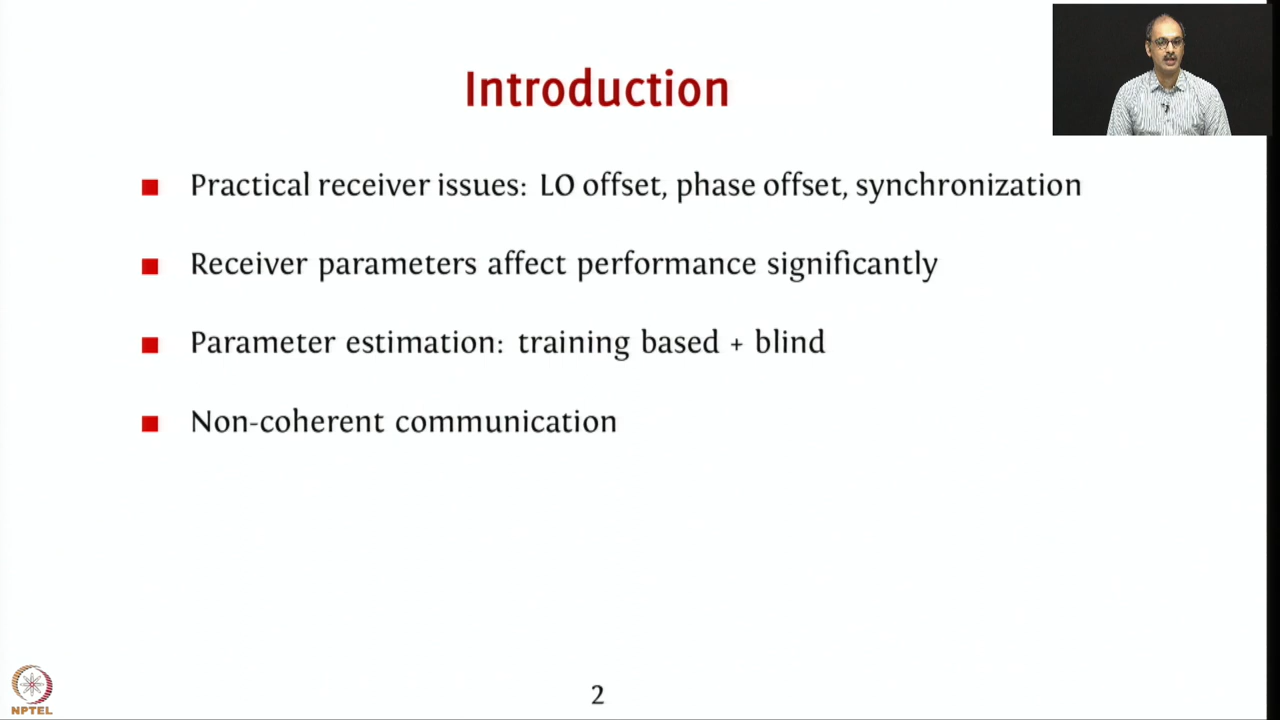 Introduction
Practical receiver issues: LO offset, phase offset, synchronization
Receiver parameters affect performance significantly
Parameter estimation: training based + blind
Non-coherent communication
NPTEL
2